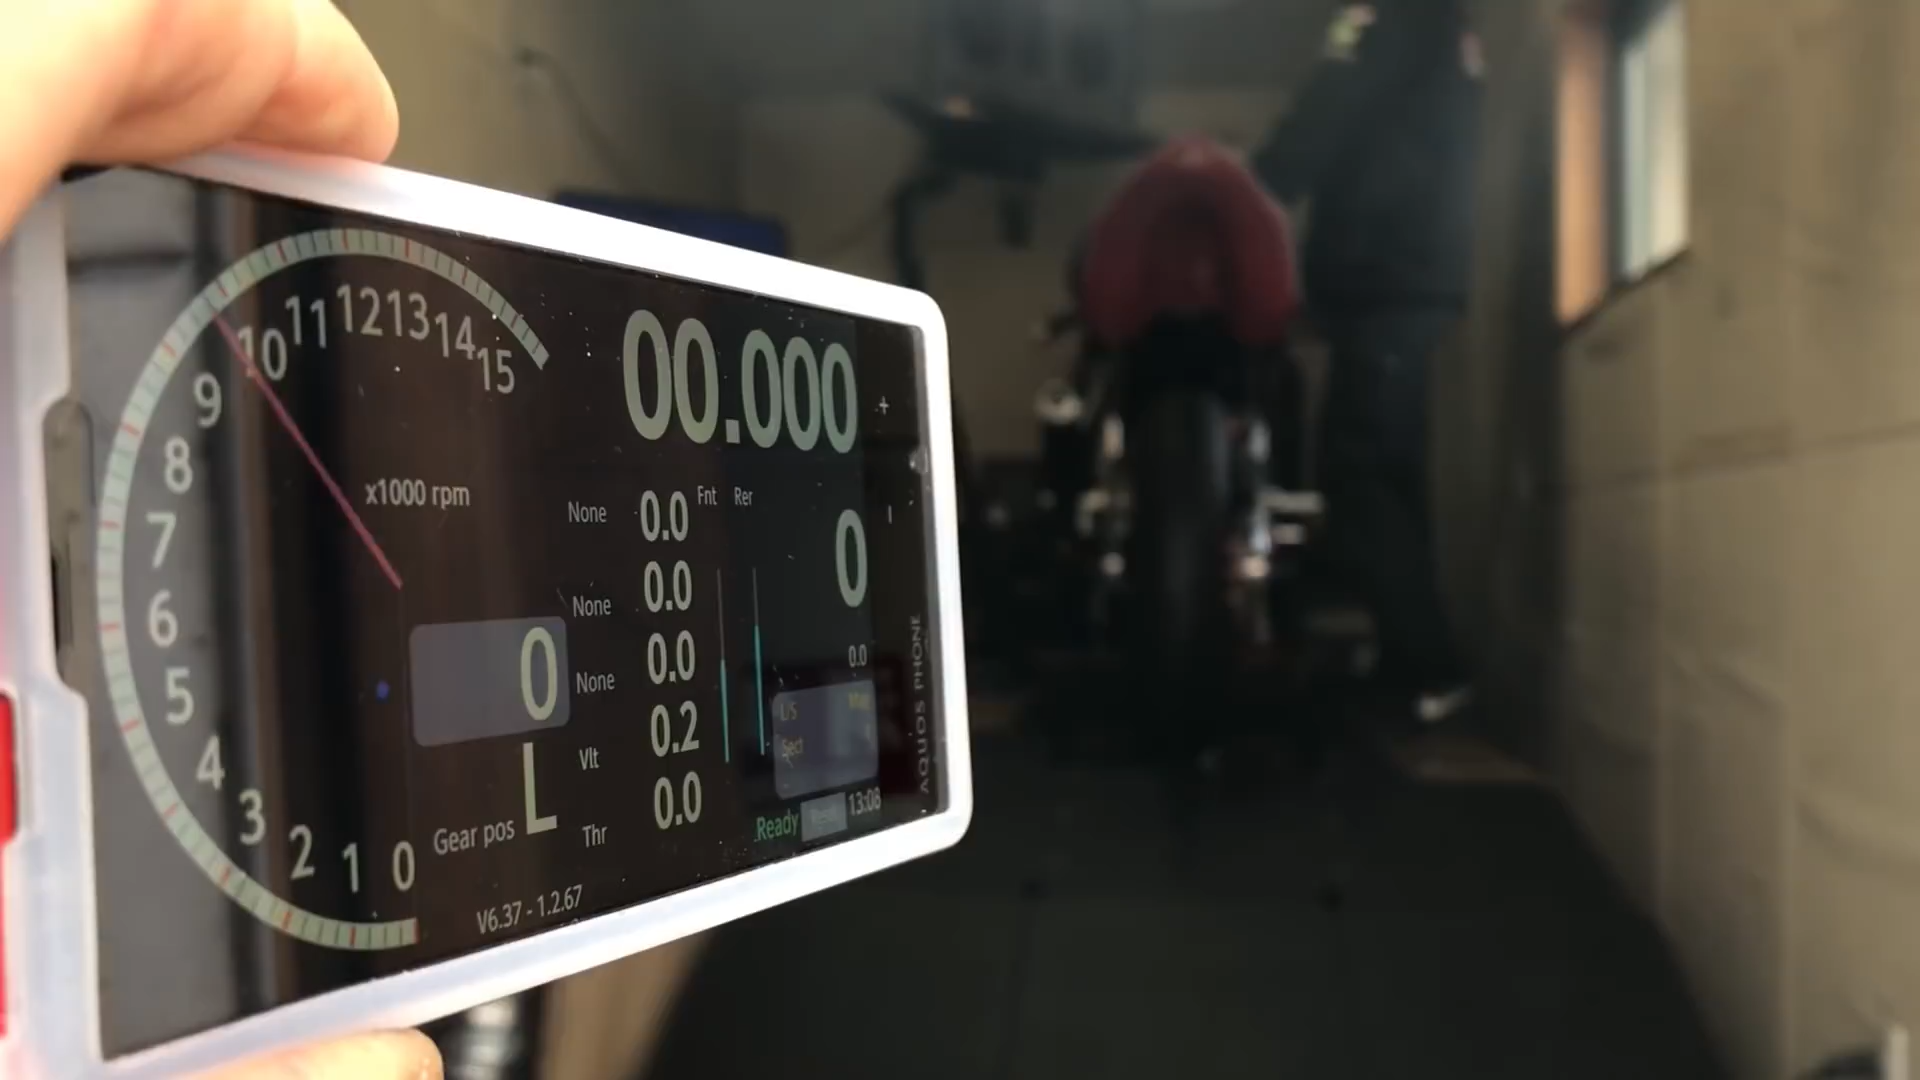 15
14
13
12
11
10
9
8
7
6
5
4
3
2
1
0
x1000 rpm
0
Gear pos L
V6.37 - 1.2.67
00.000
+
Fnt Rer
None 0.0
None 0.0
None 0.0
Vlt 0.2
Thr 0.0
0
0.0
L/S
Sect
Ready
13:08
AQUOS PHONE